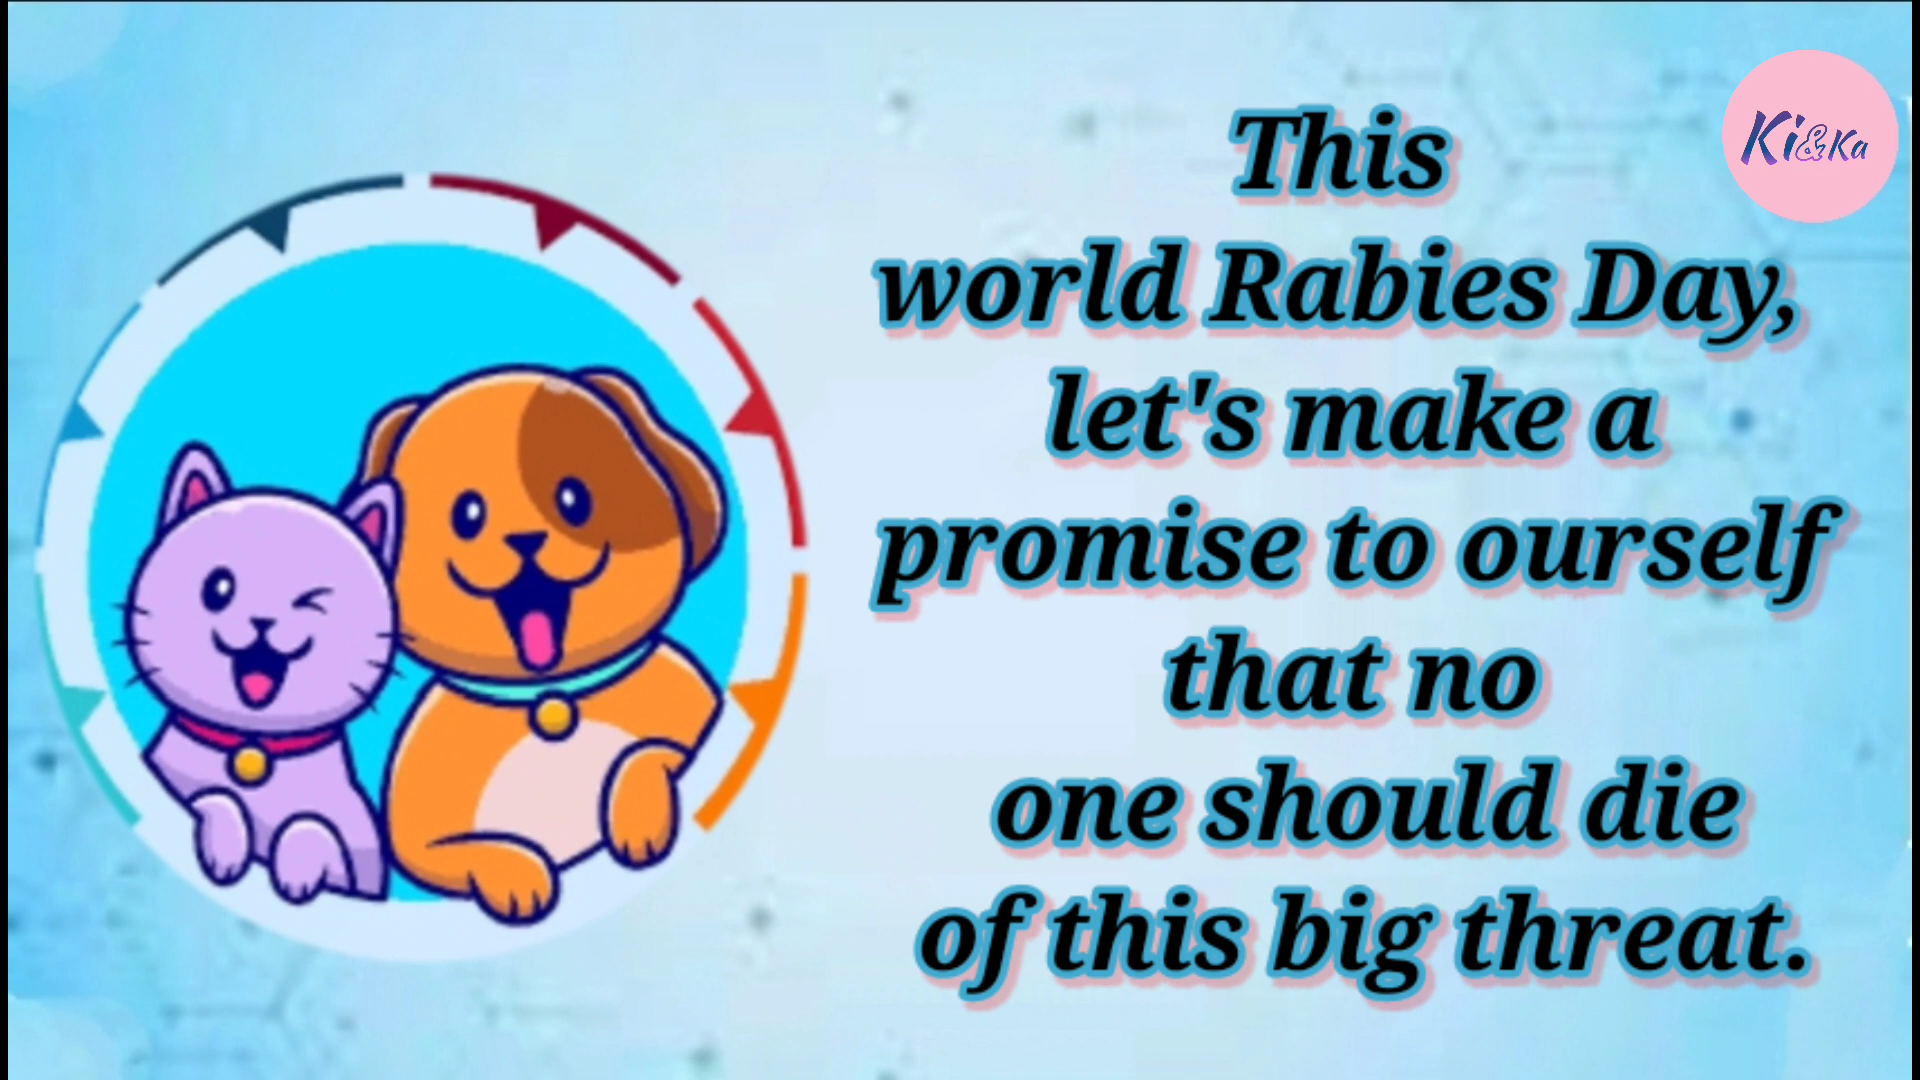 Ki&Ka
This
world Rabies Day,
let's make a
promise to ourself
that no
one should die
of this big threat.